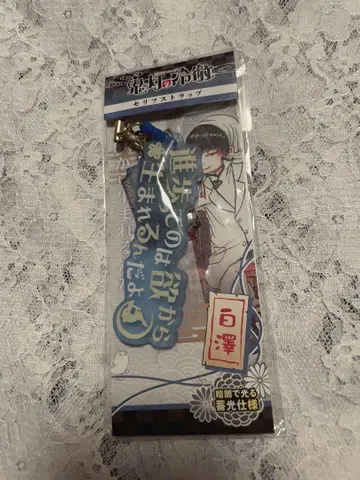 鬼灯の冷徹
セリフストラップ
進歩てのは欲から
生まれるんだよ
白澤
暗闇で光る
蓄光仕様